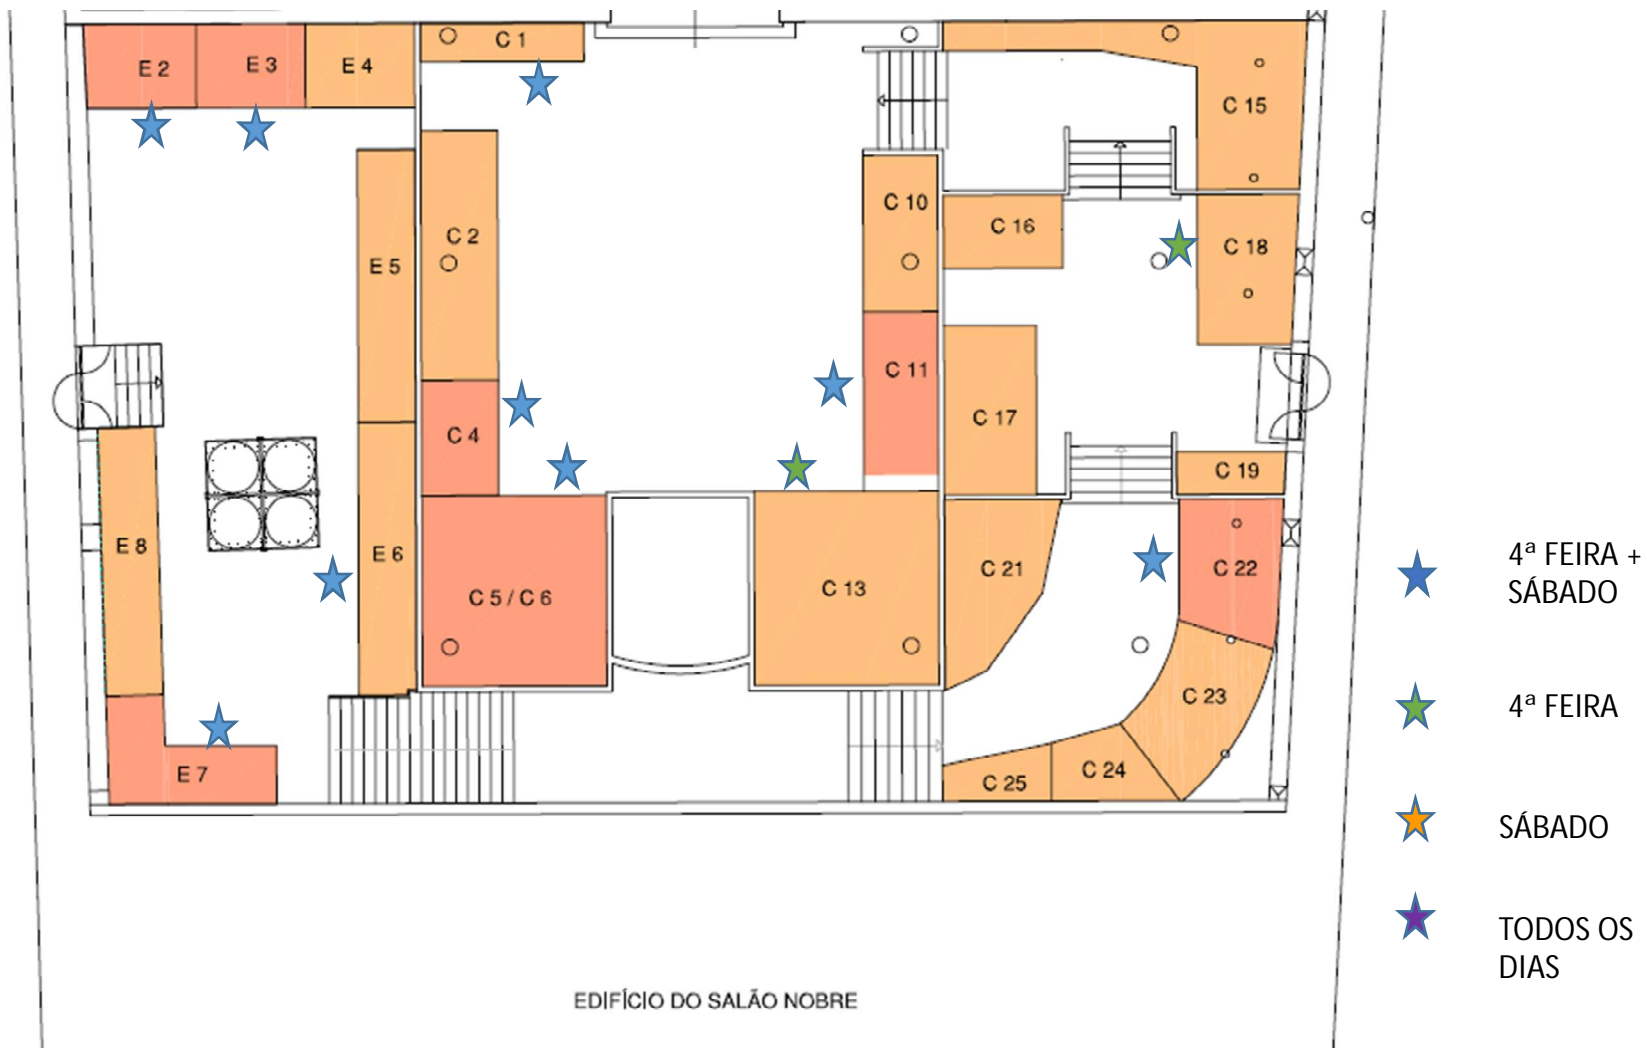 C 1
E 2
E 3
E 4
C 15
C 10
C 16
C 2
C 18
E 5
C 11
C 17
C 4
C 19
E 8
E 6
C 5 / C 6
C 13
C 21
C 22
C 23
E 7
C 25
C 24
4ª FEIRA +
SÁBADO
4ª FEIRA
SÁBADO
TODOS OS
DIAS
EDIFÍCIO DO SALÃO NOBRE